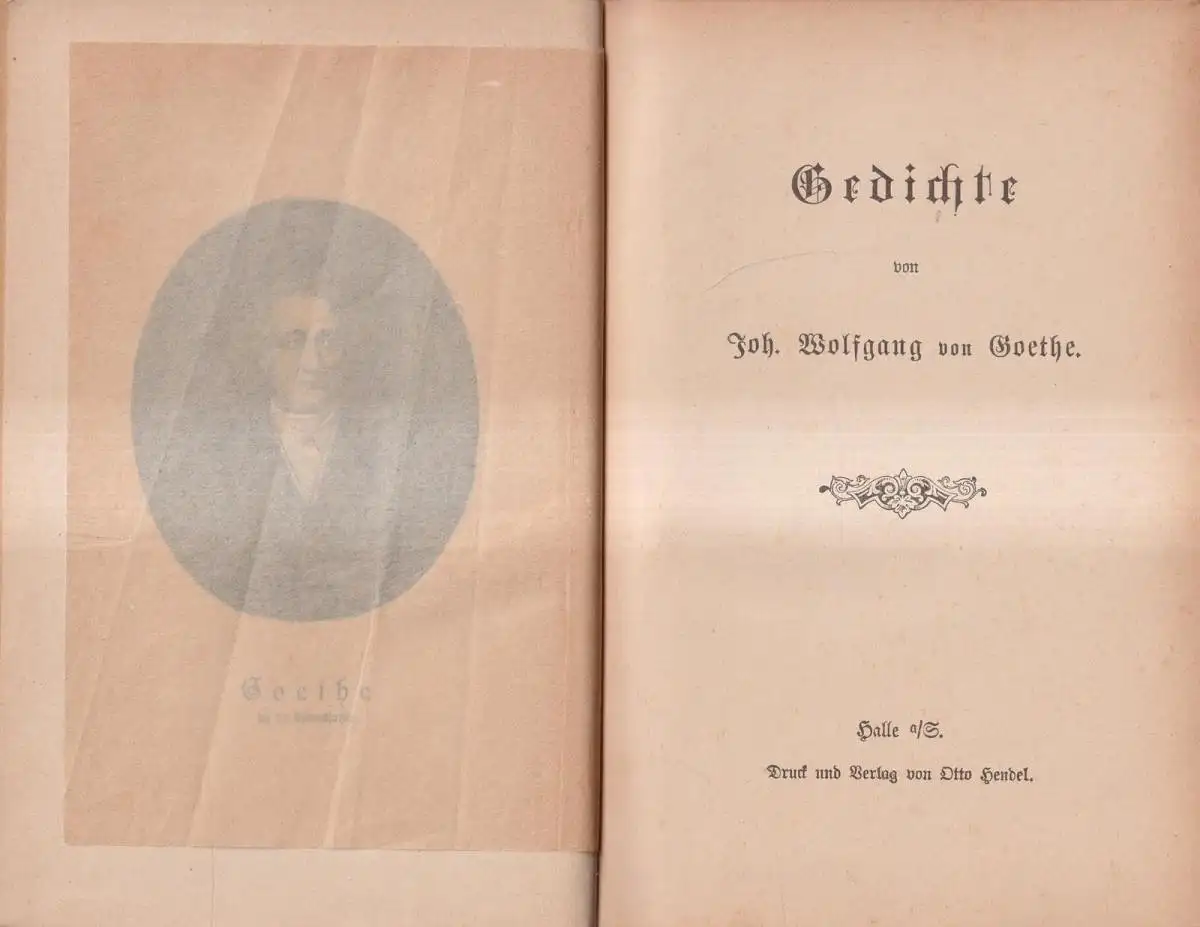 Goethe
Gedichte
von
Joh. Wolfgang von Goethe.
Halle a/S.
Druck und Verlag von Otto Hendel.